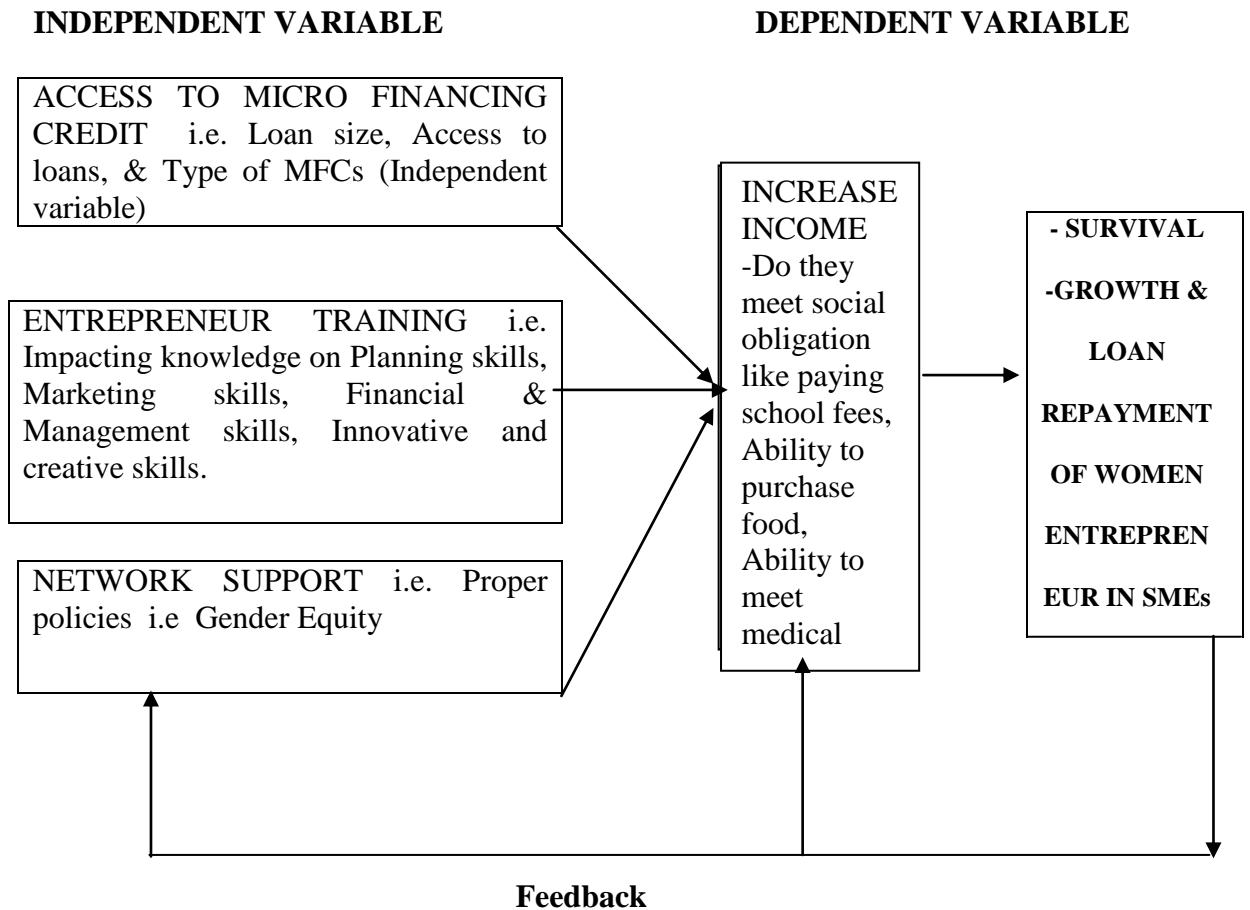 INDEPENDENT VARIABLE
DEPENDENT VARIABLE
ACCESS TO MICRO FINANCING
CREDIT i.e. Loan size, Access to
loans, & Type of MFCs (Independent
variable)
ENTREPRENEUR TRAINING i.e.
Impacting knowledge on Planning skills,
Marketing skills, Financial &
Management skills, Innovative and
creative skills.
NETWORK SUPPORT i.e. Proper
policies i.e Gender Equity
INCREASE
INCOME
-Do they
meet social
obligation
like paying
school fees,
Ability to
purchase
food,
Ability to
meet
medical
- SURVIVAL
-GROWTH &
LOAN
REPAYMENT
OF WOMEN
ENTREPREN
EUR IN SMEs
Feedback